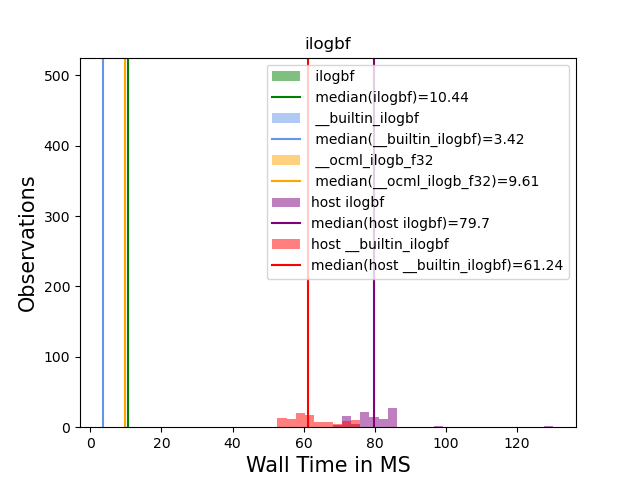 ilogbf
500
400
300
200
100
0
Observations
ilogbf
median(ilogbf)=10.44
__builtin_ilogbf
median(__builtin_ilogbf)=3.42
__ocml_ilogb_f32
median(__ocml_ilogb_f32)=9.61
host ilogbf
median(host ilogbf)=79.7
host __builtin_ilogbf
median(host __builtin_ilogbf)=61.24
0 20 40 60 80 100 120
Wall Time in MS